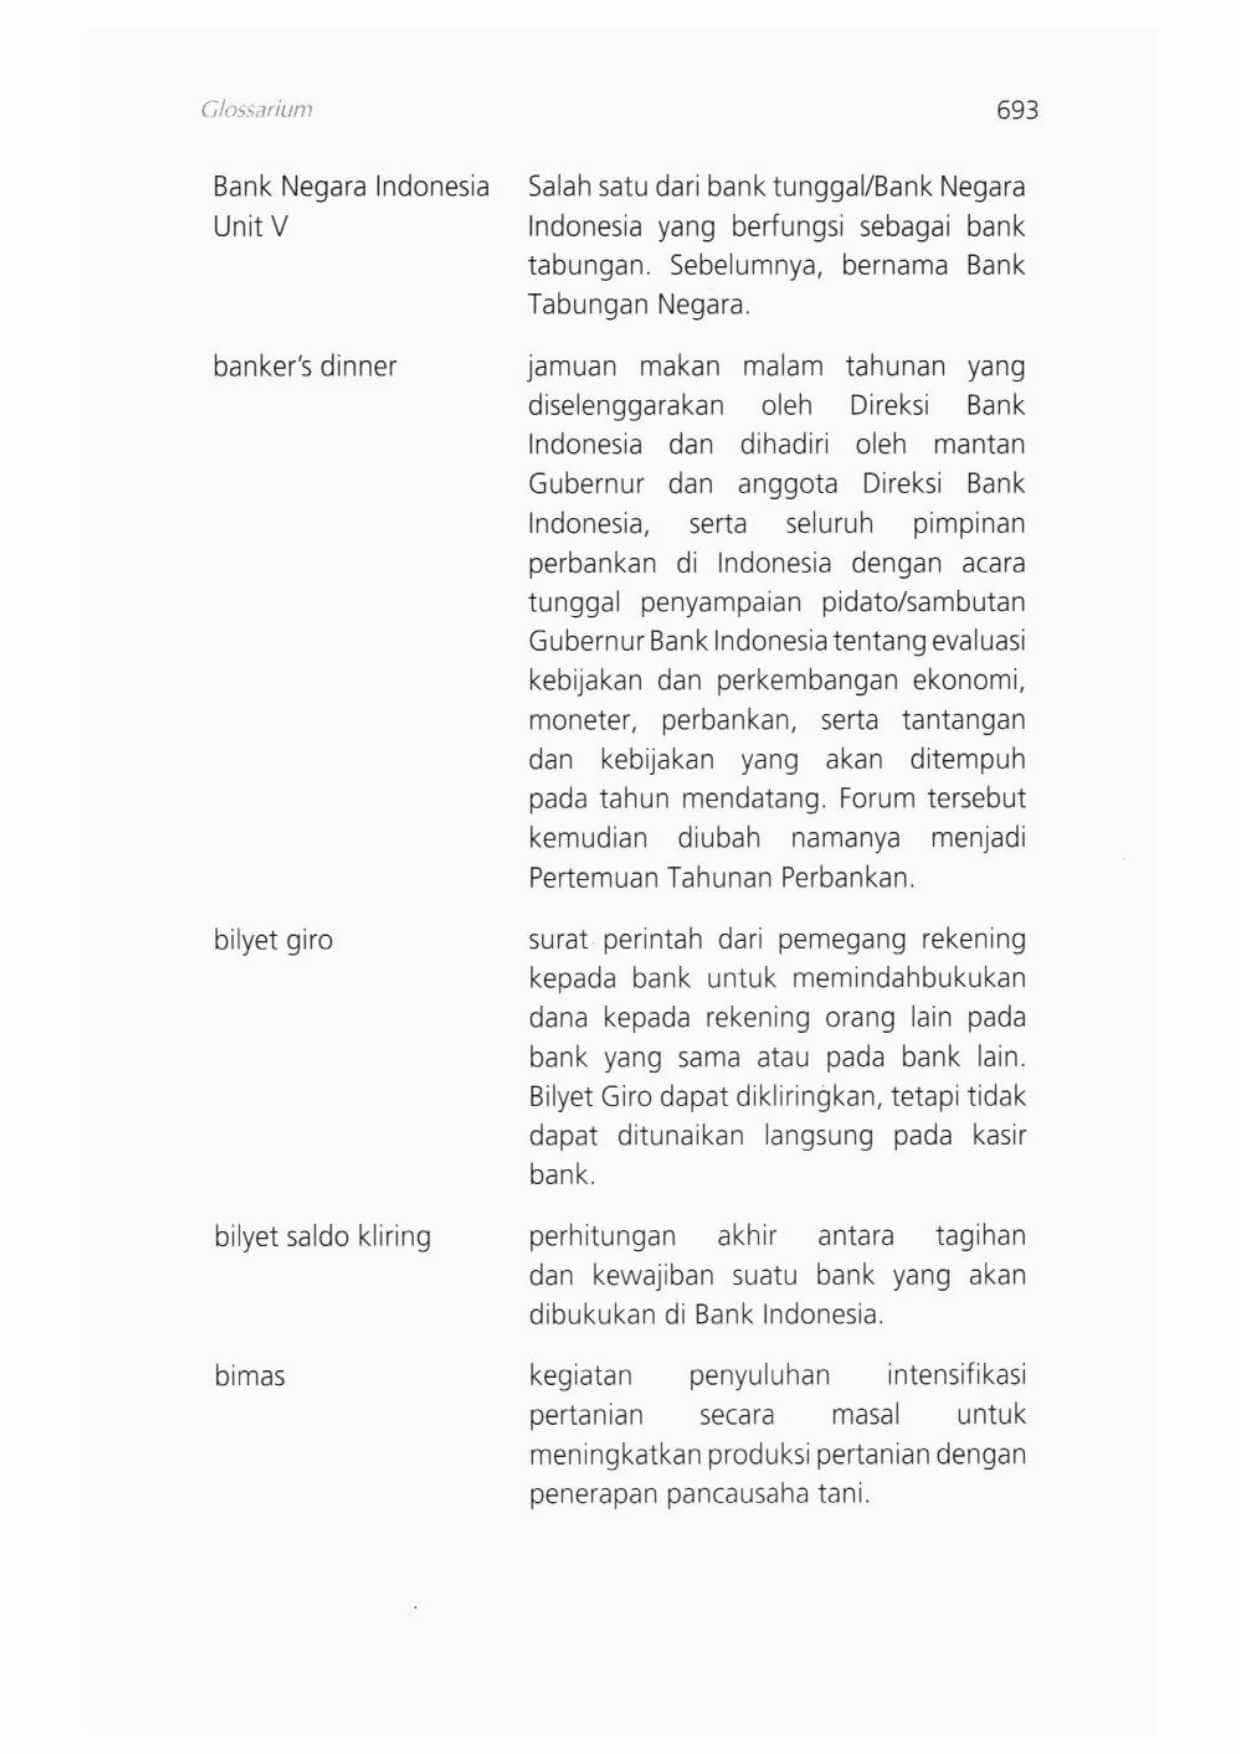 Glossarium 693
Bank Negara Indonesia Salah satu dari bank tunggal/Bank Negara
Unit V Indonesia yang berfungsi sebagai bank
tabungan. Sebelumnya, bernama Bank
Tabungan Negara.
banker's dinner jamuan makan malam tahunan yang
diselenggarakan oleh Direksi Bank
Indonesia dan dihadiri oleh mantan
Gubernur dan anggota Direksi Bank
Indonesia, serta seluruh pimpinan
perbankan di Indonesia dengan acara
tunggal penyampaian pidato/sambutan
Gubernur Bank Indonesia tentang evaluasi
kebijakan dan perkembangan ekonomi,
moneter, perbankan, serta tantangan
dan kebijakan yang akan ditempuh
pada tahun mendatang. Forum tersebut
kemudian diubah namanya menjadi
Pertemuan Tahunan Perbankan.
bilyet giro surat perintah dari pemegang rekening
kepada bank untuk memindahbukukan
dana kepada rekening orang lain pada
bank yang sama atau pada bank lain.
Bilyet Giro dapat dikliringkan, tetapi tidak
dapat ditunaikan langsung pada kasir
bank.
bilyet saldo kliring perhitungan akhir antara tagihan
dan kewajiban suatu bank yang akan
dibukukan di Bank Indonesia.
bimas kegiatan penyuluhan intensifikasi
pertanian secara masal untuk
meningkatkan produksi pertanian dengan
penerapan pancausaha tani.